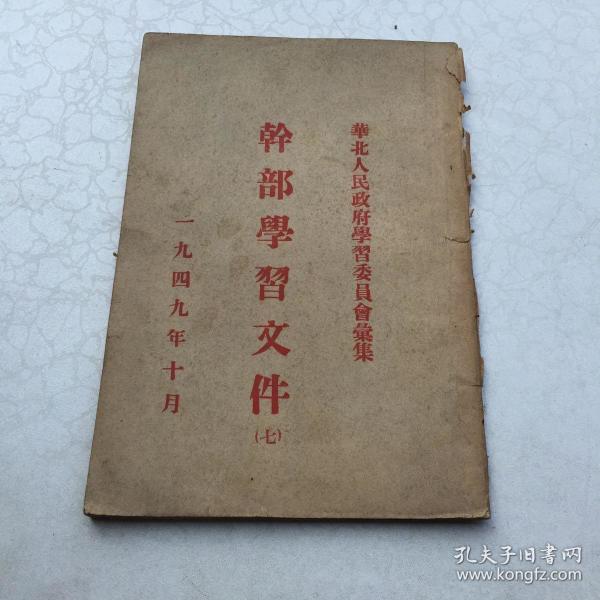 華北人民政府學習委員會彙集
幹部學習文件
(七)
一九四九年十月
孔夫子旧书网
www.kongfz.com